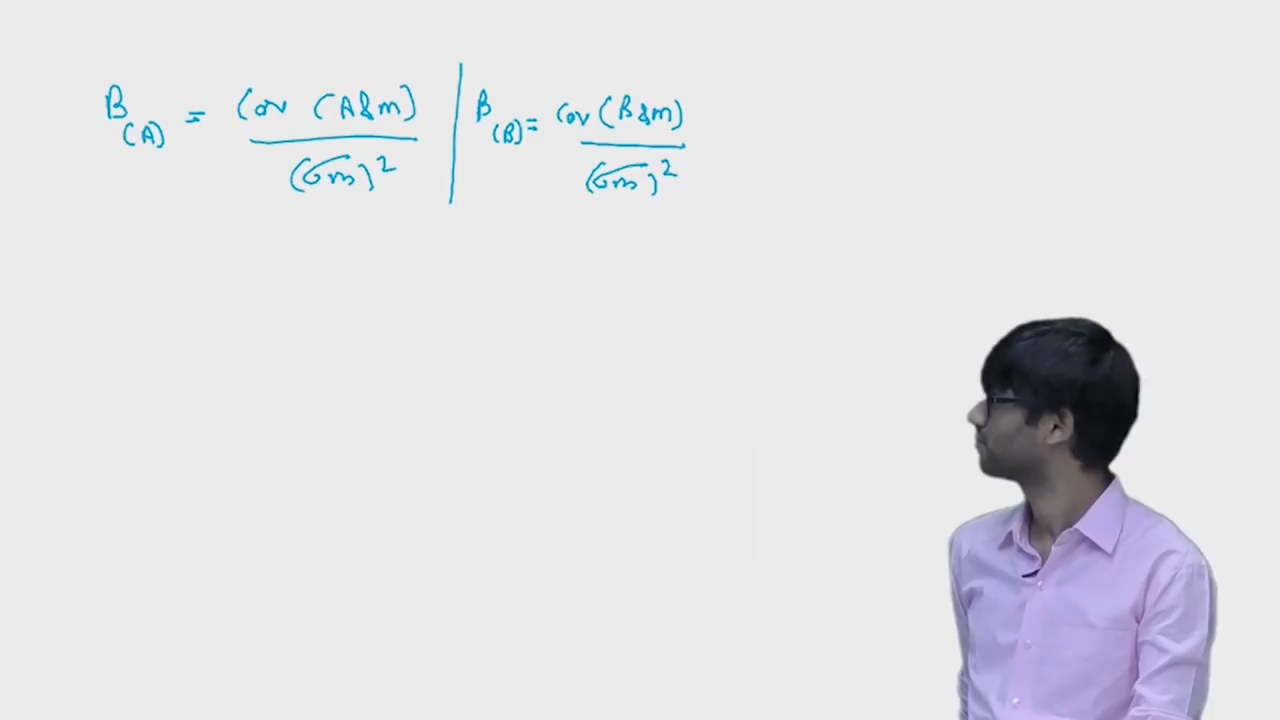 B(A) = Cov (A&m) / (σm)² | B(B) = Cov (B&m) / (σm)²